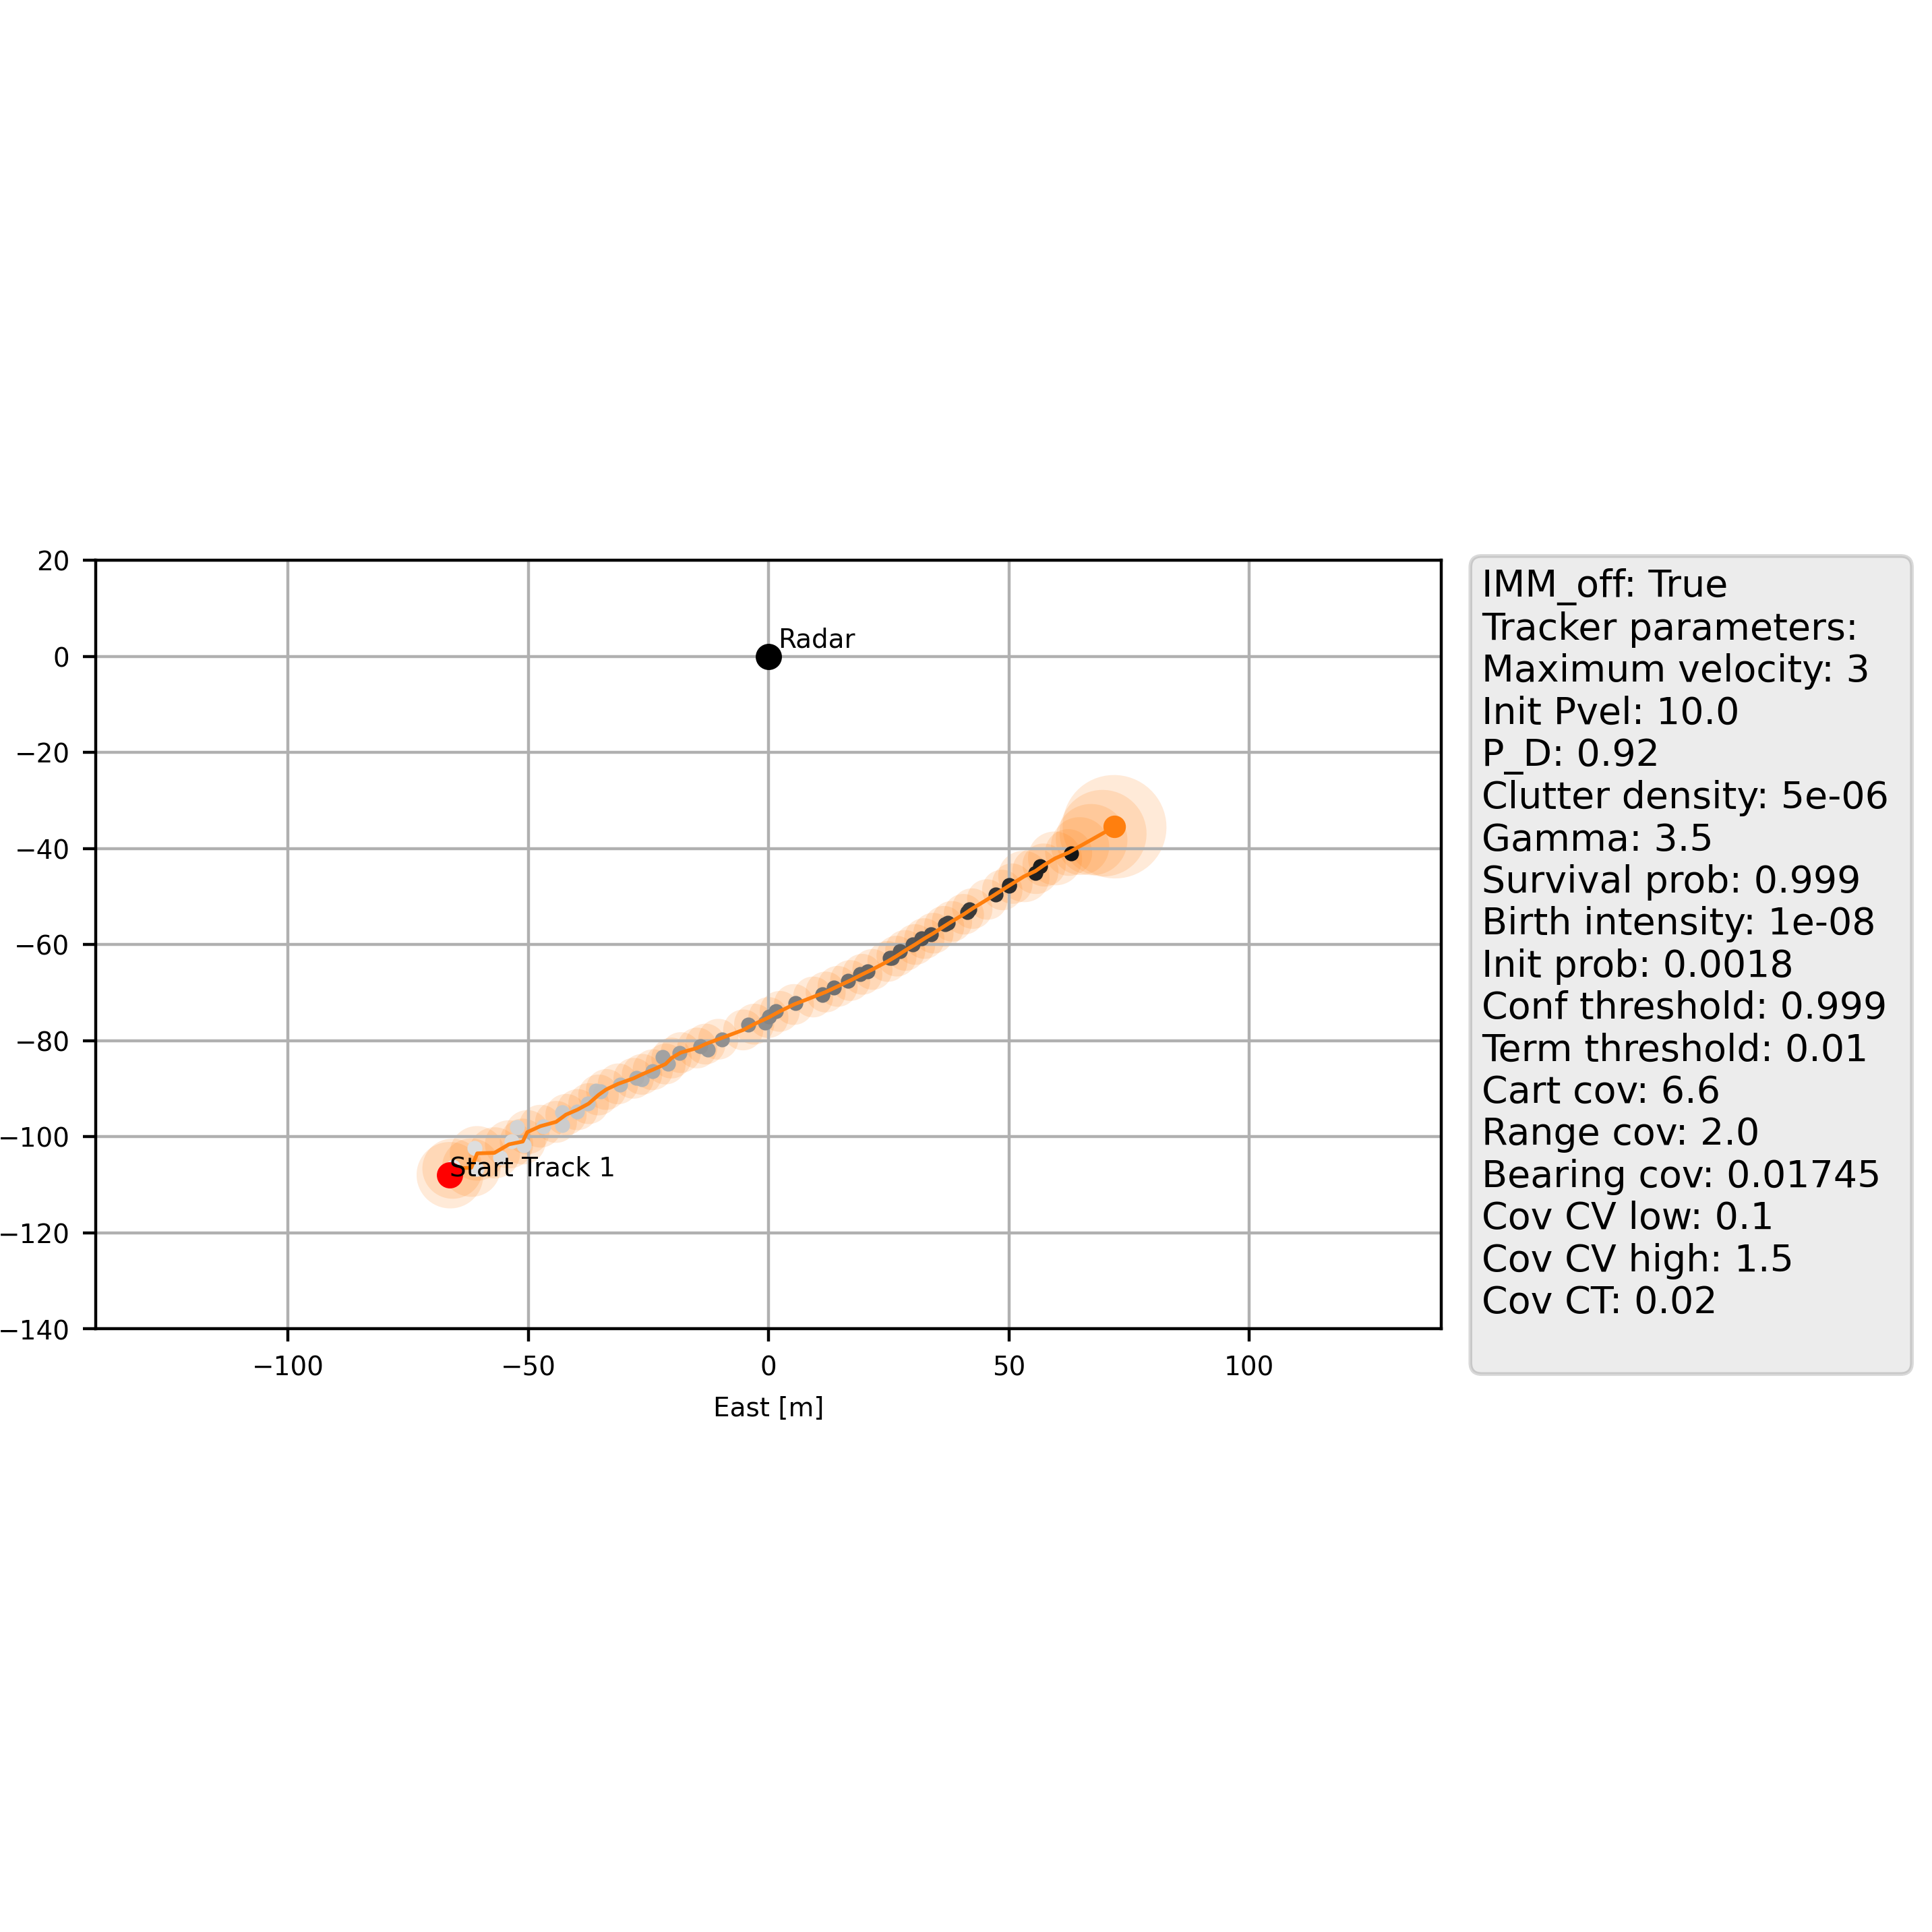 20
0
−20
−40
−60
−80
−100
−120
−140
−100
−50
0
50
100
East [m]
Radar
Start Track 1
IMM_off: True
Tracker parameters:
Maximum velocity: 3
Init Pvel: 10.0
P_D: 0.92
Clutter density: 5e-06
Gamma: 3.5
Survival prob: 0.999
Birth intensity: 1e-08
Init prob: 0.0018
Conf threshold: 0.999
Term threshold: 0.01
Cart cov: 6.6
Range cov: 2.0
Bearing cov: 0.01745
Cov CV low: 0.1
Cov CV high: 1.5
Cov CT: 0.02